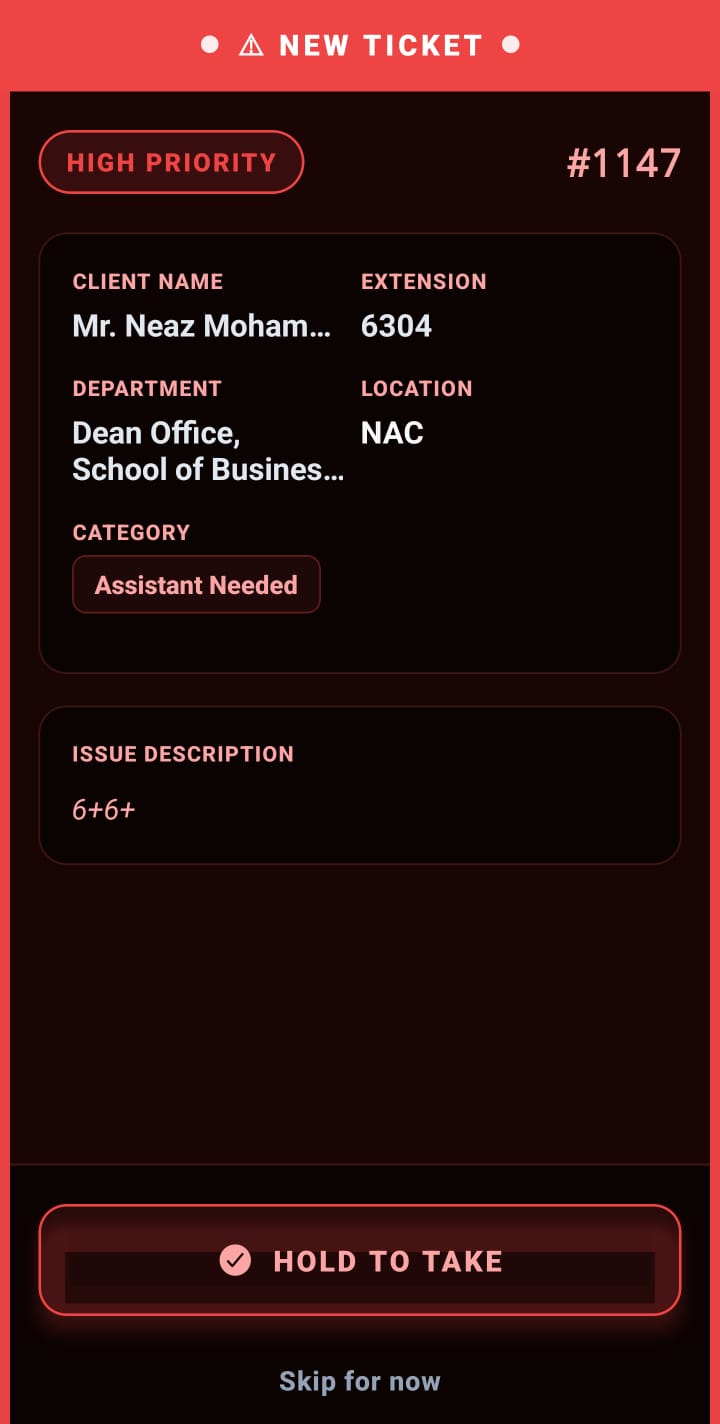 ⚠ NEW TICKET
HIGH PRIORITY
#1147
CLIENT NAME
Mr. Neaz Moham...
EXTENSION
6304
DEPARTMENT
Dean Office,
School of Busines...
LOCATION
NAC
CATEGORY
Assistant Needed
ISSUE DESCRIPTION
6+6+
HOLD TO TAKE
Skip for now